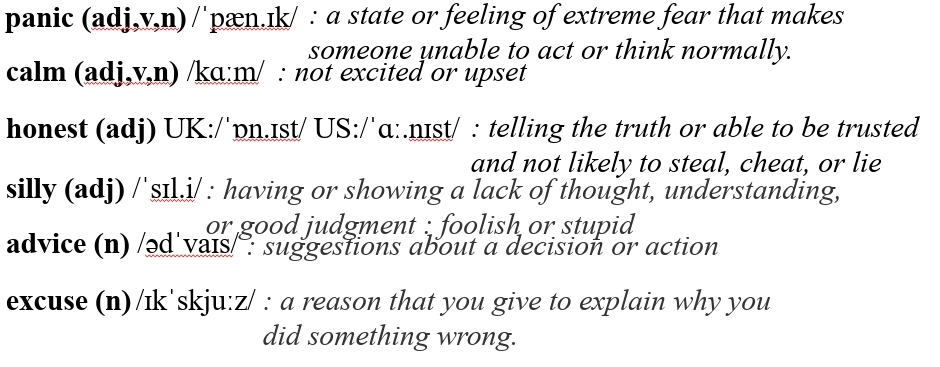 panic (adj,v,n) /ˈpæn.ɪk/ : a state or feeling of extreme fear that makes
someone unable to act or think normally.
calm (adj,v,n) /kɑːm/ : not excited or upset
honest (adj) UK:/ˈɒn.ɪst/ US:/ˈɑː.nɪst/ : telling the truth or able to be trusted
and not likely to steal, cheat, or lie
silly (adj) /ˈsɪl.i/ : having or showing a lack of thought, understanding,
or good judgment : foolish or stupid
advice (n) /ədˈvaɪs/ : suggestions about a decision or action
excuse (n) /ɪkˈskjuːz/ : a reason that you give to explain why you
did something wrong.